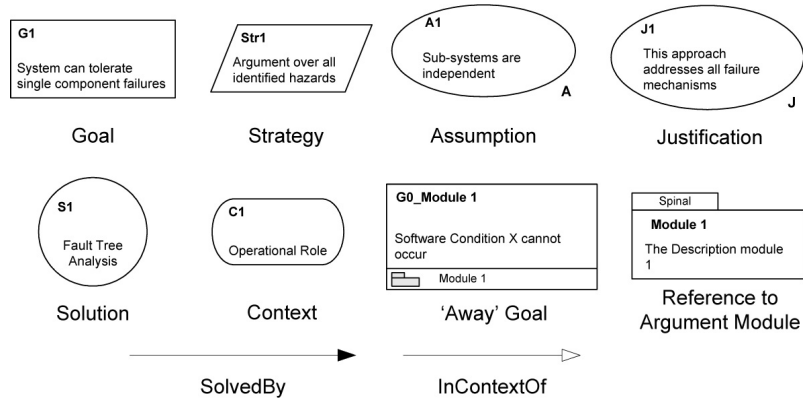 G1
System can tolerate
single component failures
Goal
Str1
Argument over all
identified hazards
Strategy
A1
Sub-systems are
independent
A
Assumption
J1
This approach
addresses all failure
mechanisms
J
Justification
S1
Fault Tree
Analysis
Solution
C1
Operational Role
Context
G0_Module 1
Software Condition X cannot
occur
Module 1
‘Away’ Goal
Spinal
Module 1
The Description module
1
Reference to
Argument Module
SolvedBy
InContextOf